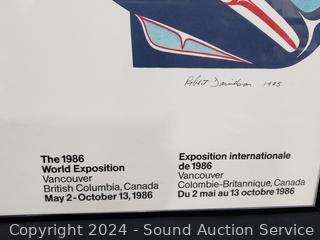 Robert Davidson 1985
The 1986
World Exposition
Vancouver
British Columbia, Canada
May 2 - October 13, 1986
Exposition internationale
de 1986
Vancouver
Colombie-Britannique, Canada
Du 2 mai au 13 octobre 1986
Copyright 2024 - Sound Auction Service